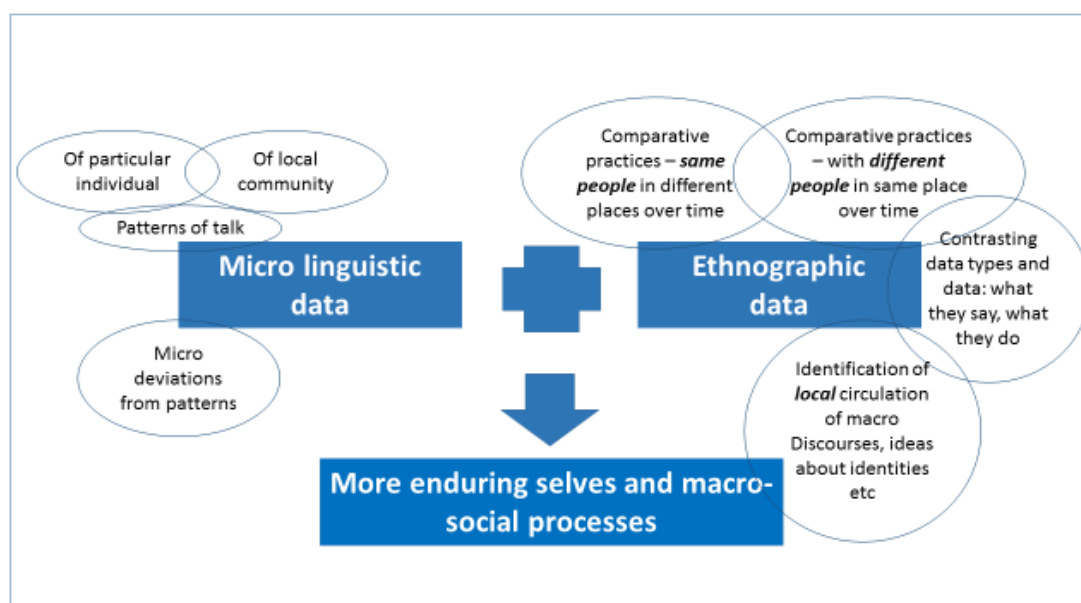 Of particular
individual
Of local
community
Patterns of talk
Micro linguistic
data
Micro
deviations
from patterns
Comparative
practices – same
people in different
places over time
Comparative practices
– with different
people in same place
over time
Ethnographic
data
Contrasting
data types and
data: what
they say, what
they do
Identification of
local circulation
of macro
Discourses, ideas
about identities
etc
More enduring selves and macro-
social processes